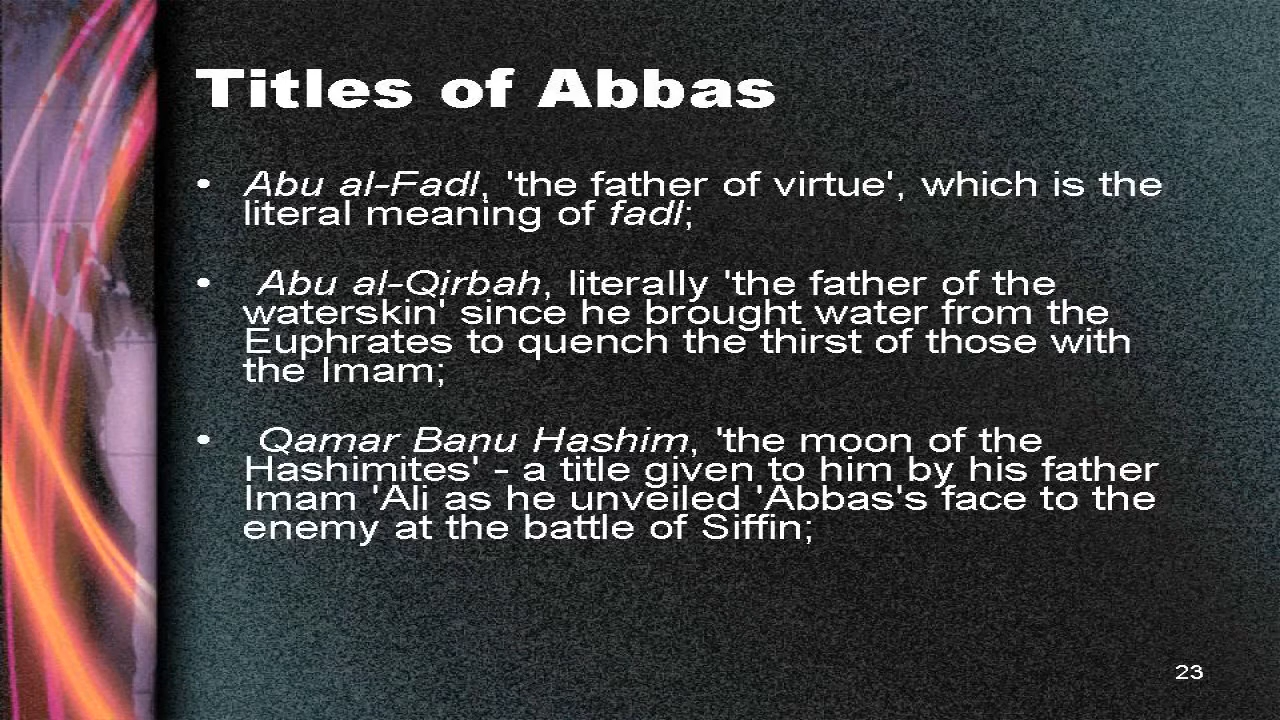 Titles of Abbas
• Abu al-Fadl, 'the father of virtue', which is the
literal meaning of fadl;
• Abu al-Qirbah, literally 'the father of the
waterskin' since he brought water from the
Euphrates to quench the thirst of those with
the Imam;
• Qamar Banu Hashim, 'the moon of the
Hashimites' - a title given to him by his father
Imam 'Ali as he unveiled 'Abbas's face to the
enemy at the battle of Siffin;
23